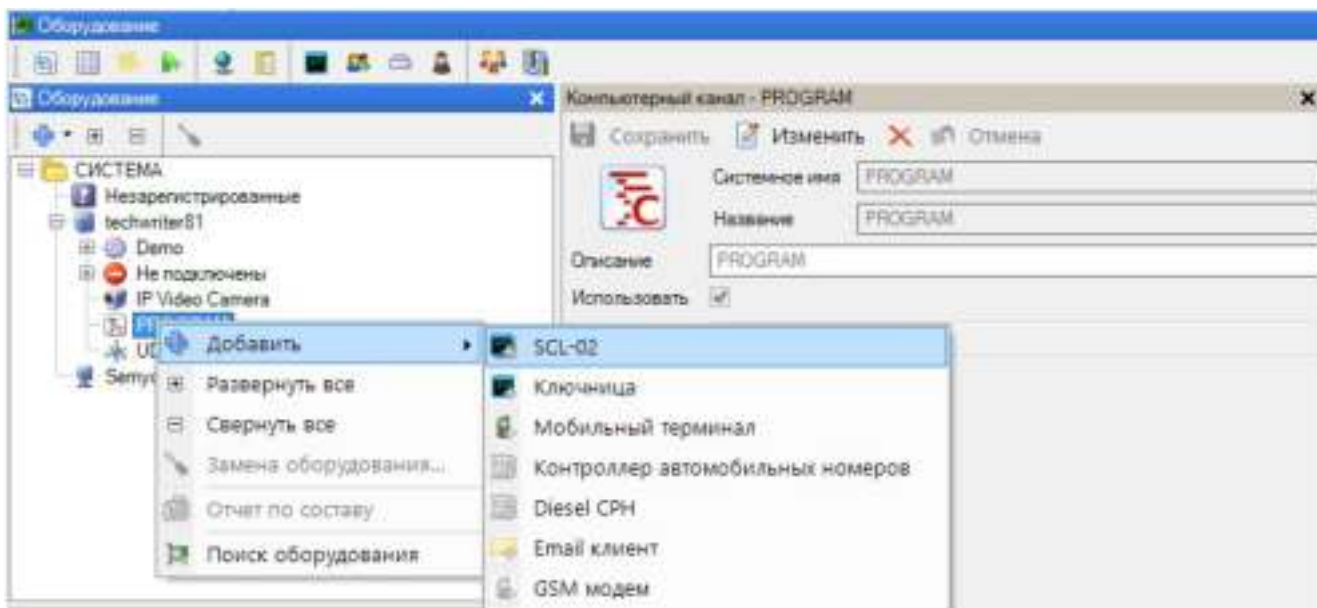 Оборудование
Оборудование
СИСТЕМА
Незарегистрированные
techwriter81
Demo
Не подключены
IP Video Camera
Компьютерный канал - PROGRAM
Сохранить Изменить Отмена
Системное имя PROGRAM
Название PROGRAM
Описание PROGRAM
Использовать
Добавить
Развернуть все
Свернуть все
Замена оборудования...
Отчет по составу
Поиск оборудования
SCL-02
Ключница
Мобильный терминал
Контроллер автомобильных номеров
Diesel CPH
Email клиент
GSM модем